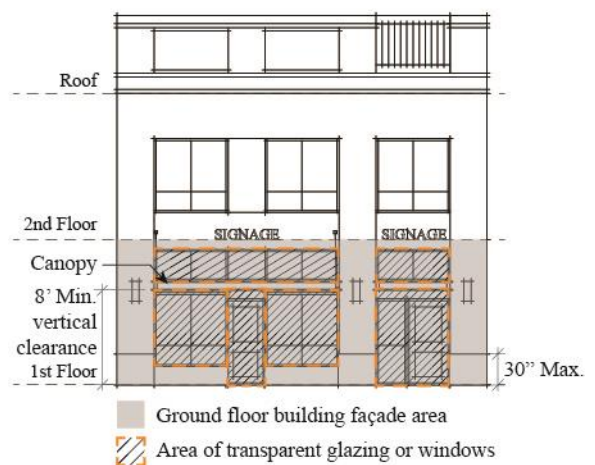 Roof
2nd Floor
SIGNAGE SIGNAGE
Canopy
8’ Min.
vertical
clearance
1st Floor
30” Max.
Ground floor building façade area
Area of transparent glazing or windows